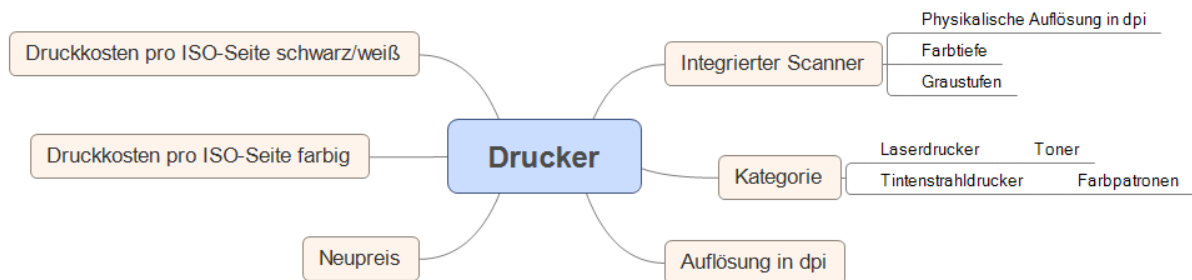 Drucker
Druckkosten pro ISO-Seite schwarz/weiß
Druckkosten pro ISO-Seite farbig
Neupreis
Integrierter Scanner
Physikalische Auflösung in dpi
Farbtiefe
Graustufen
Kategorie
Laserdrucker Toner
Tintenstrahldrucker Farbpatronen
Auflösung in dpi